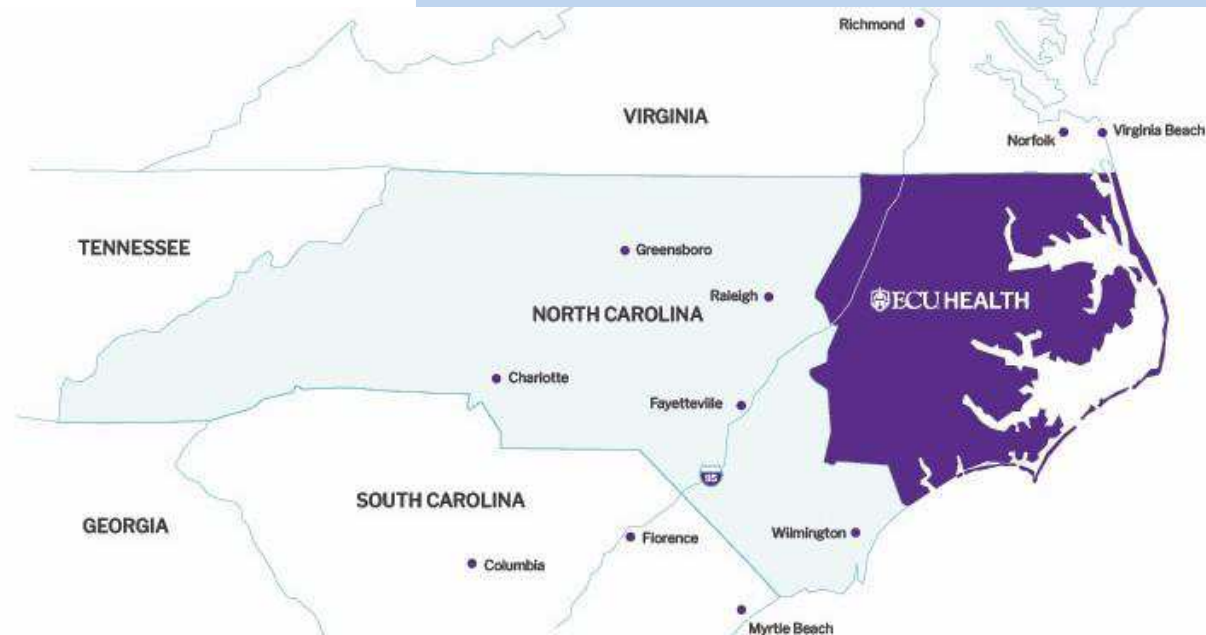 Richmond
VIRGINIA
Norfolk
Virginia Beach
TENNESSEE
Greensboro
Raleigh
ECU HEALTH
NORTH CAROLINA
Charlotte
Fayetteville
95
SOUTH CAROLINA
GEORGIA
Wilmington
Florence
Columbia
Myrtle Beach